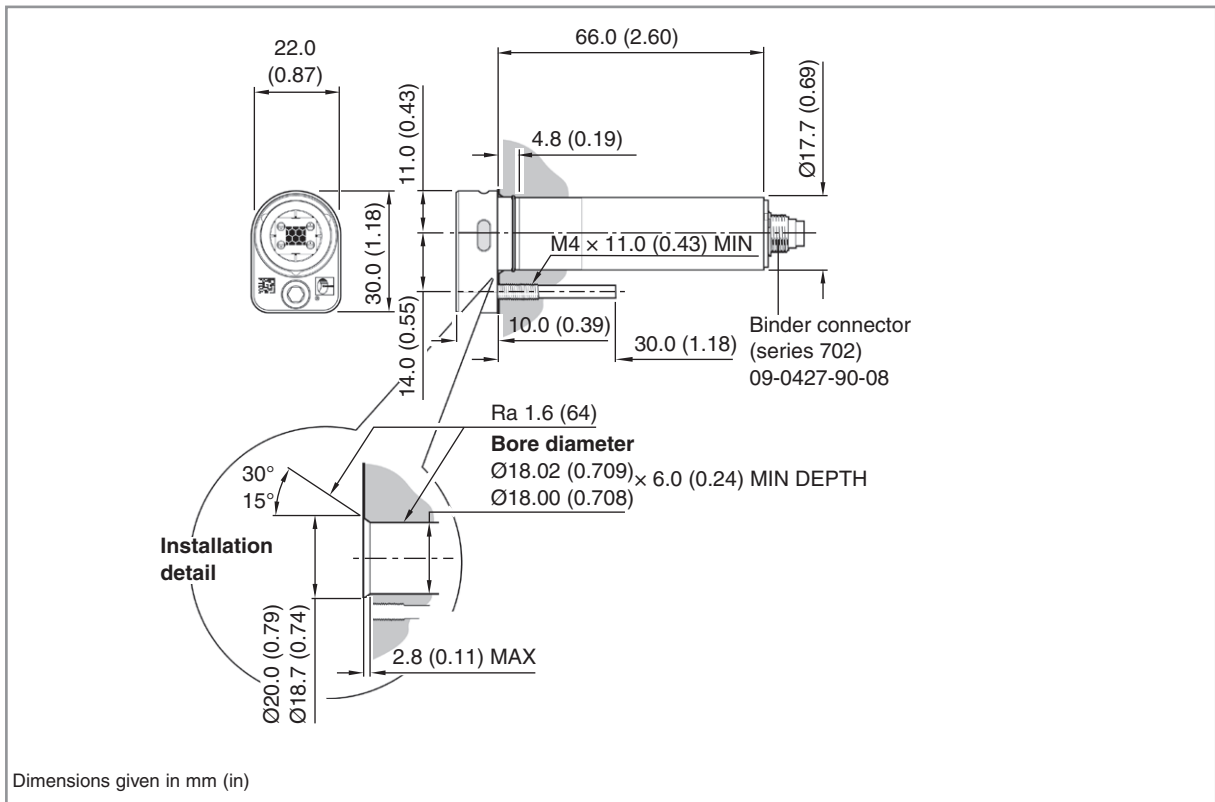 66.0 (2.60)
22.0
(0.87)
11.0 (0.43)
4.8 (0.19)
Ø17.7 (0.69)
30.0 (1.18)
M4 × 11.0 (0.43) MIN
14.0 (0.55)
10.0 (0.39)
30.0 (1.18)
Binder connector
(series 702)
09-0427-90-08
Ra 1.6 (64)
Bore diameter
Ø18.02 (0.709)
Ø18.00 (0.708)
× 6.0 (0.24) MIN DEPTH
30°
15°
Installation
detail
Ø20.0 (0.79)
Ø18.7 (0.74)
2.8 (0.11) MAX
Dimensions given in mm (in)